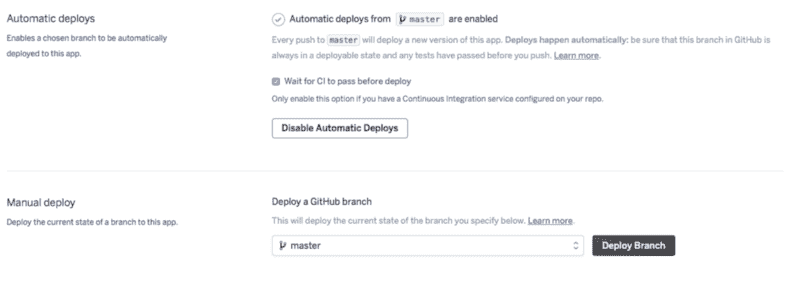 Automatic deploys
Enables a chosen branch to be automatically
deployed to this app.
Automatic deploys from master are enabled
Every push to master will deploy a new version of this app. Deploys happen automatically: be sure that this branch in GitHub is
always in a deployable state and any tests have passed before you push. Learn more.
Wait for CI to pass before deploy
Only enable this option if you have a Continuous Integration service configured on your repo.
Disable Automatic Deploys
Manual deploy
Deploy the current state of a branch to this app.
Deploy a GitHub branch
This will deploy the current state of the branch you specify below. Learn more.
master
Deploy Branch